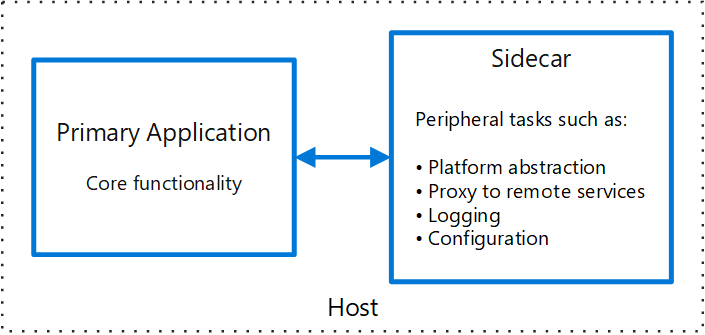 Primary Application
Core functionality
Sidecar
Peripheral tasks such as:
• Platform abstraction
• Proxy to remote services
• Logging
• Configuration
Host